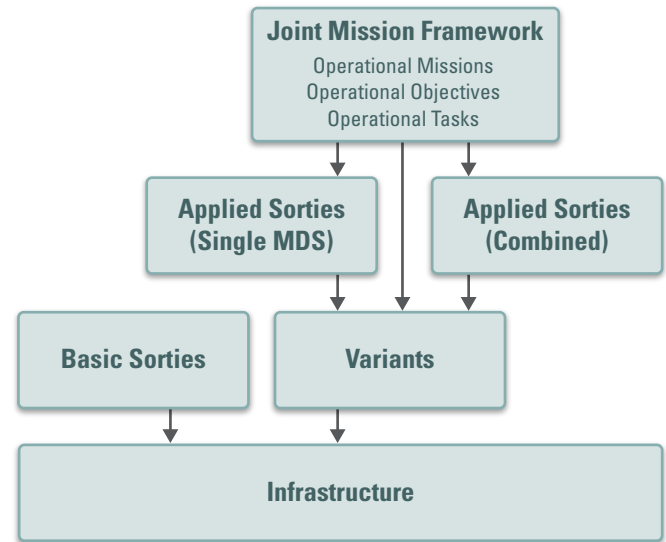 Joint Mission Framework
Operational Missions
Operational Objectives
Operational Tasks
Applied Sorties
(Single MDS)
Applied Sorties
(Combined)
Basic Sorties
Variants
Infrastructure